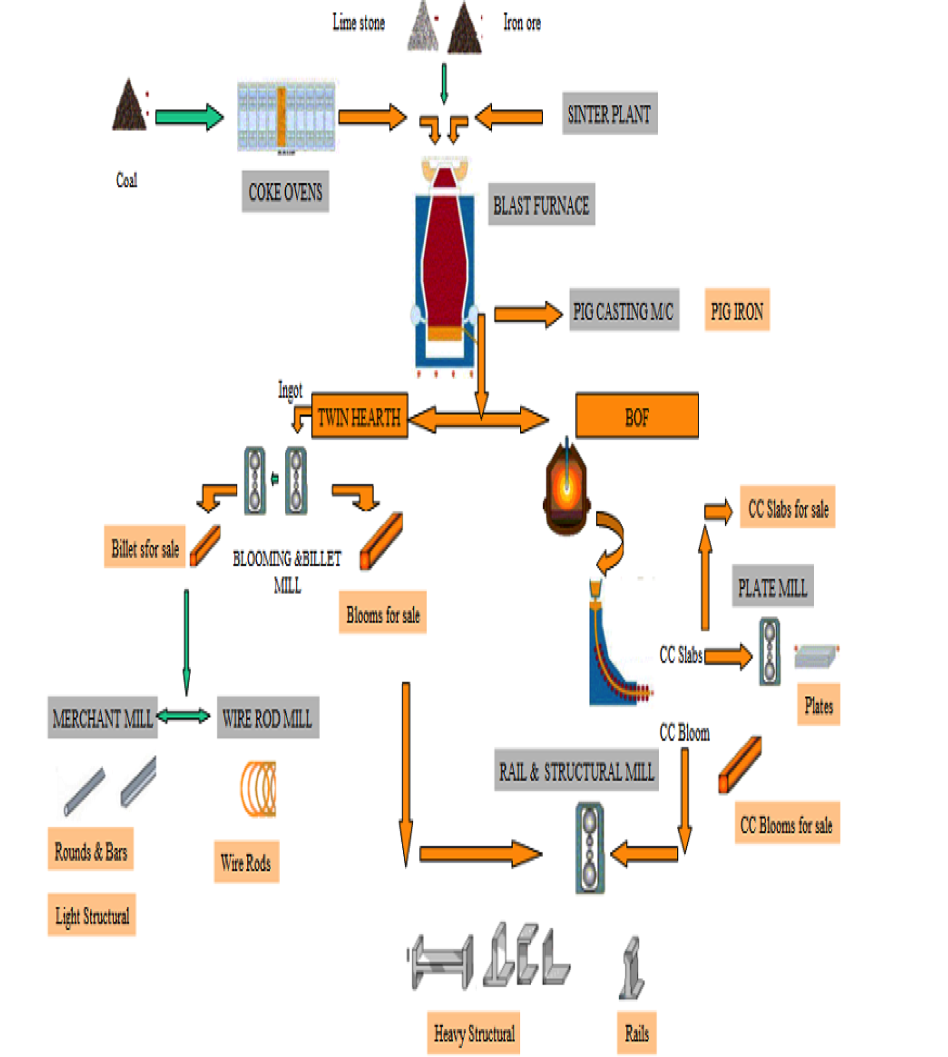 Lime stone
Iron ore
SINTER PLANT
Coal
COKE OVENS
BLAST FURNACE
PIG CASTING M/C
PIG IRON
Ingot
TWIN HEARTH
BOF
CC Slabs for sale
Billet sfor sale
BLOOMING &BILLET
MILL
PLATE MILL
Blooms for sale
CC Slabs
Plates
MERCHANT MILL
WIRE ROD MILL
CC Bloom
RAIL & STRUCTURAL MILL
CC Blooms for sale
Rounds & Bars
Wire Rods
Light Structural
Heavy Structural
Rails